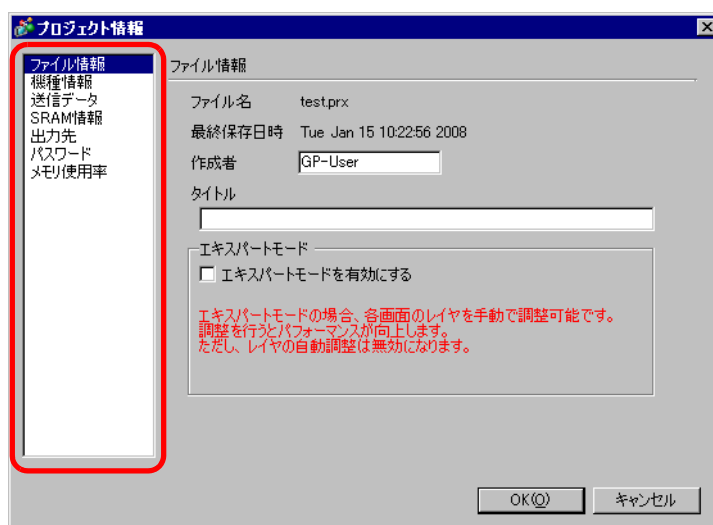 プロジェクト情報
ファイル情報
機種情報
送信データ
SRAM情報
出力先
パスワード
メモリ使用率
ファイル情報
ファイル名 test.prx
最終保存日時 Tue Jan 15 10:22:56 2008
作成者 GP-User
タイトル
エキスパートモード
エキスパートモードを有効にする
エキスパートモードの場合、各画面のレイヤを手動で調整可能です。
調整を行うとパフォーマンスが向上します。
ただし、レイヤの自動調整は無効になります。
OK(O) キャンセル